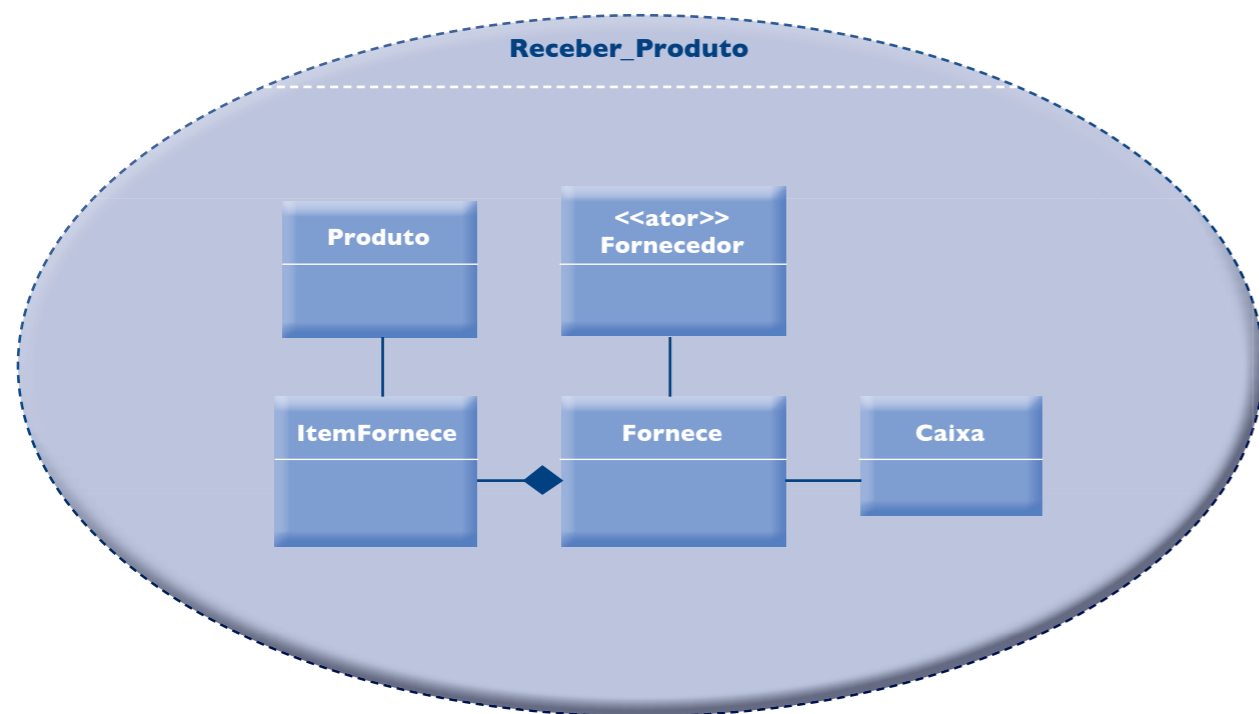 Receber_Produto
Produto
<<ator>>
Fornecedor
ItemFornece
Fornece
Caixa